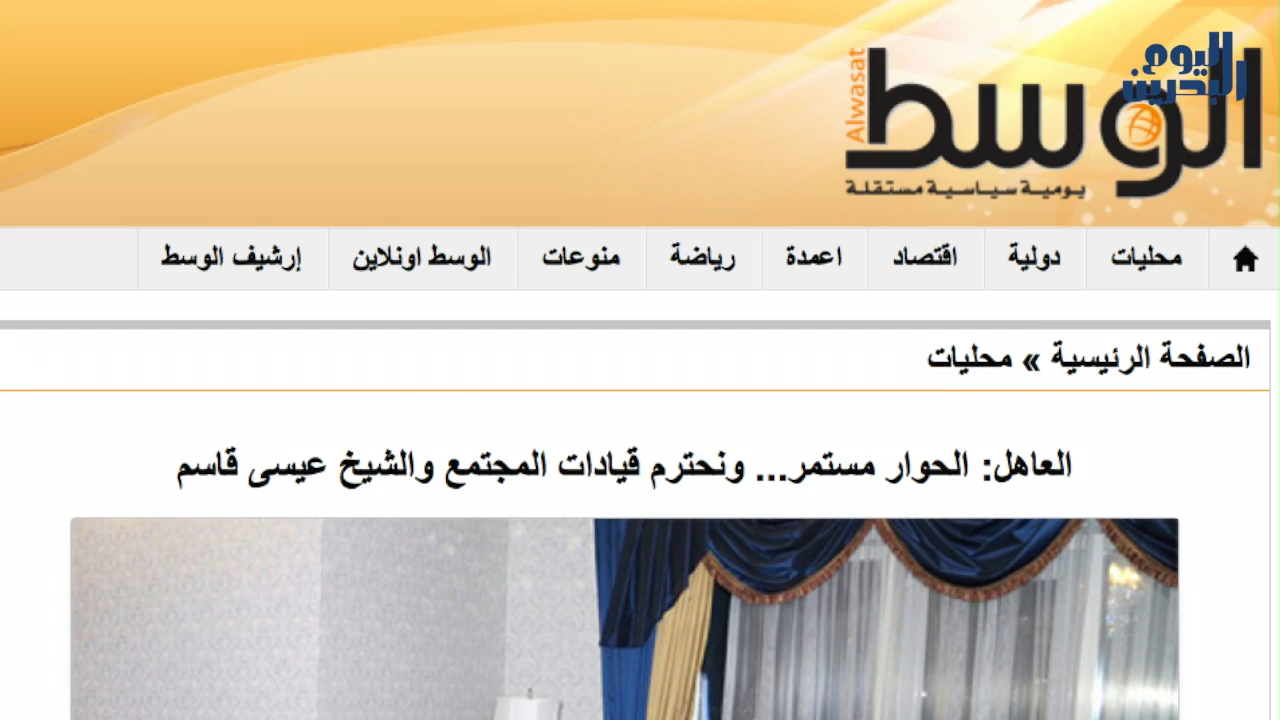 البحرين اليوم
الوسط
Alwasat
يومية سياسية مستقلة
محليات
دولية
اقتصاد
اعمدة
رياضة
منوعات
الوسط اونلاين
إرشيف الوسط
الصفحة الرئيسية » محليات
العاهل: الحوار مستمر... ونحترم قيادات المجتمع والشيخ عيسى قاسم